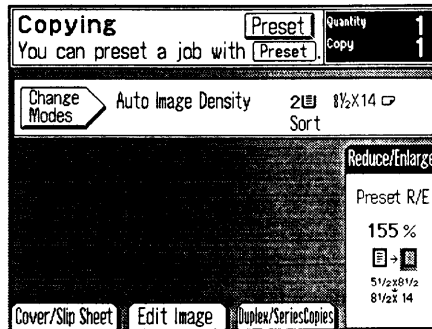 Copying
Preset
You can preset a job with Preset.
Quantity 1
Copy 1
Change
Modes
Auto Image Density
2
8½X14
Sort
Reduce/Enlarge
Preset R/E
155 %
5½X8½
8½X 14
Cover/Slip Sheet
Edit Image
Duplex/SeriesCopies